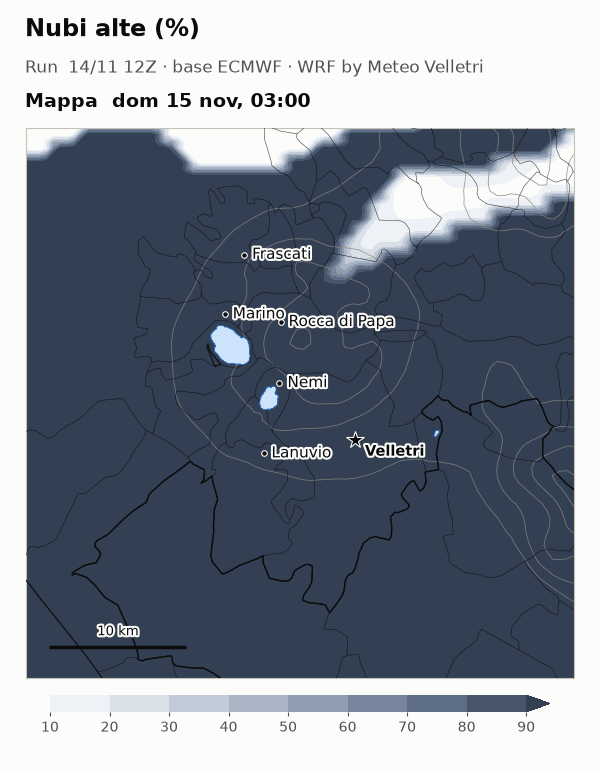 Nubi alte (%)
Run  14/11 12Z · base ECMWF · WRF by Meteo Velletri
Mappa  dom 15 nov, 03:00
Frascati
Marino
Rocca di Papa
Nemi
Velletri
Lanuvio
10 km
10 20 30 40 50 60 70 80 90